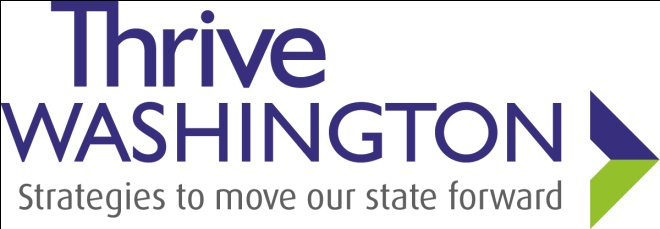 Thrive
WASHINGTON
Strategies to move our state forward